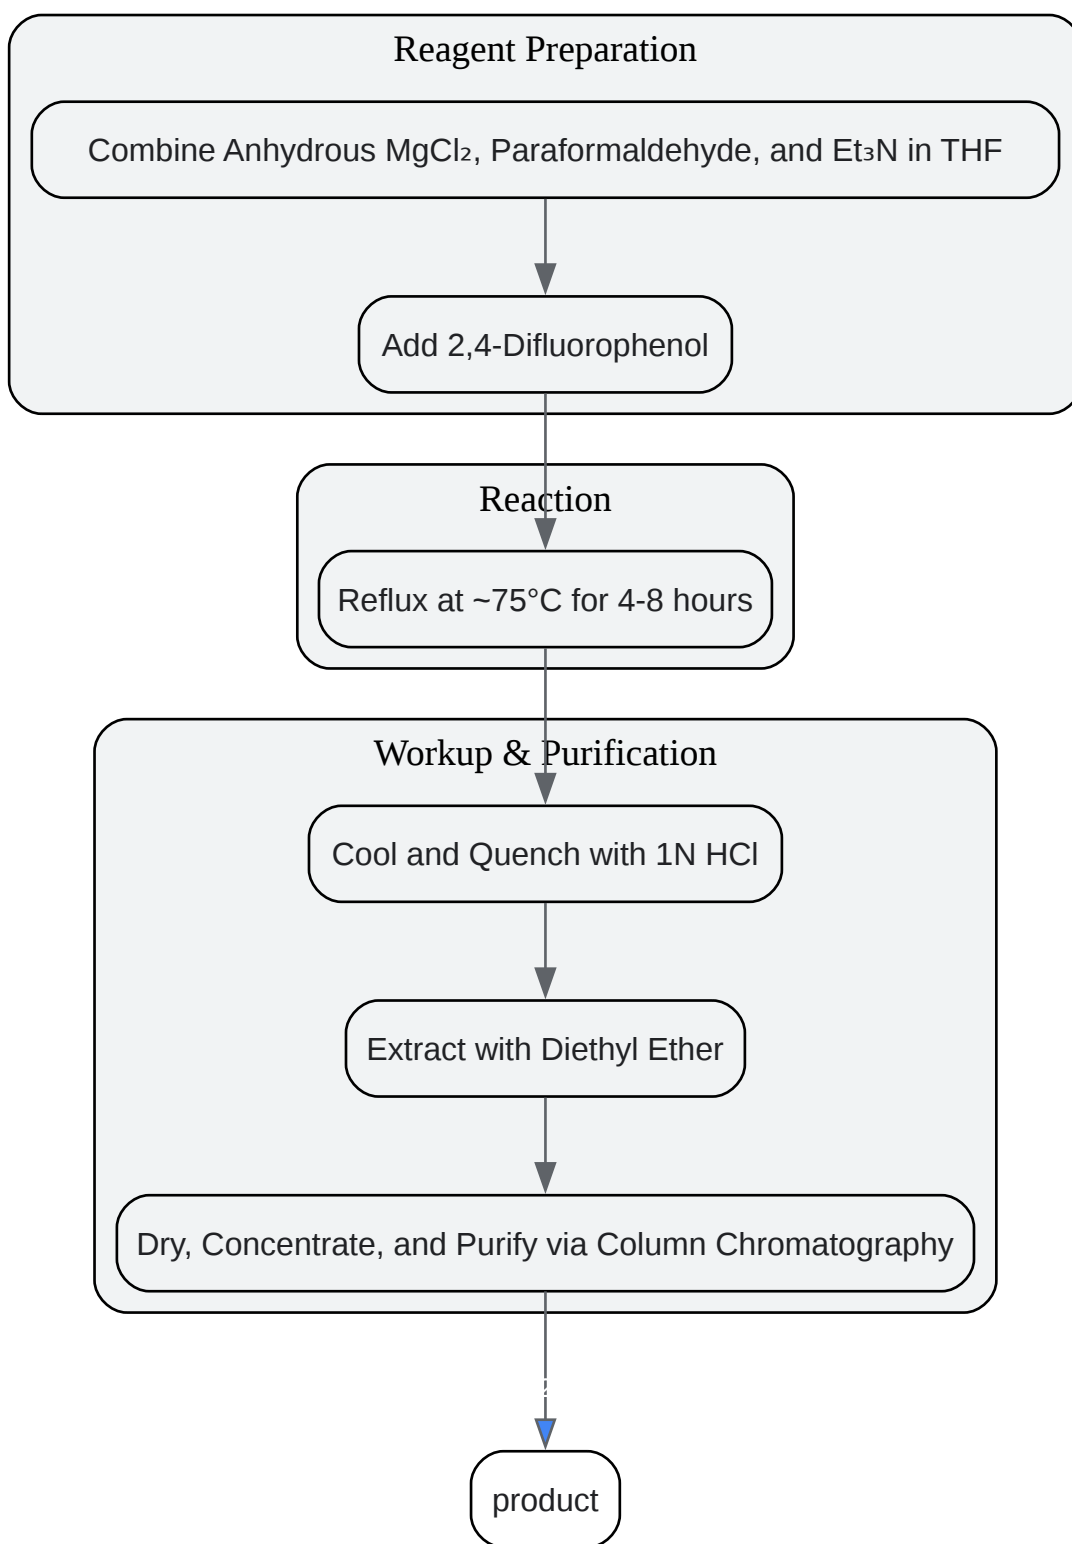 Reagent Preparation
Combine Anhydrous MgCl₂, Paraformaldehyde, and Et₃N in THF
Add 2,4-Difluorophenol
Reaction
Reflux at ~75°C for 4-8 hours
Workup & Purification
Cool and Quench with 1N HCl
Extract with Diethyl Ether
Dry, Concentrate, and Purify via Column Chromatography
product